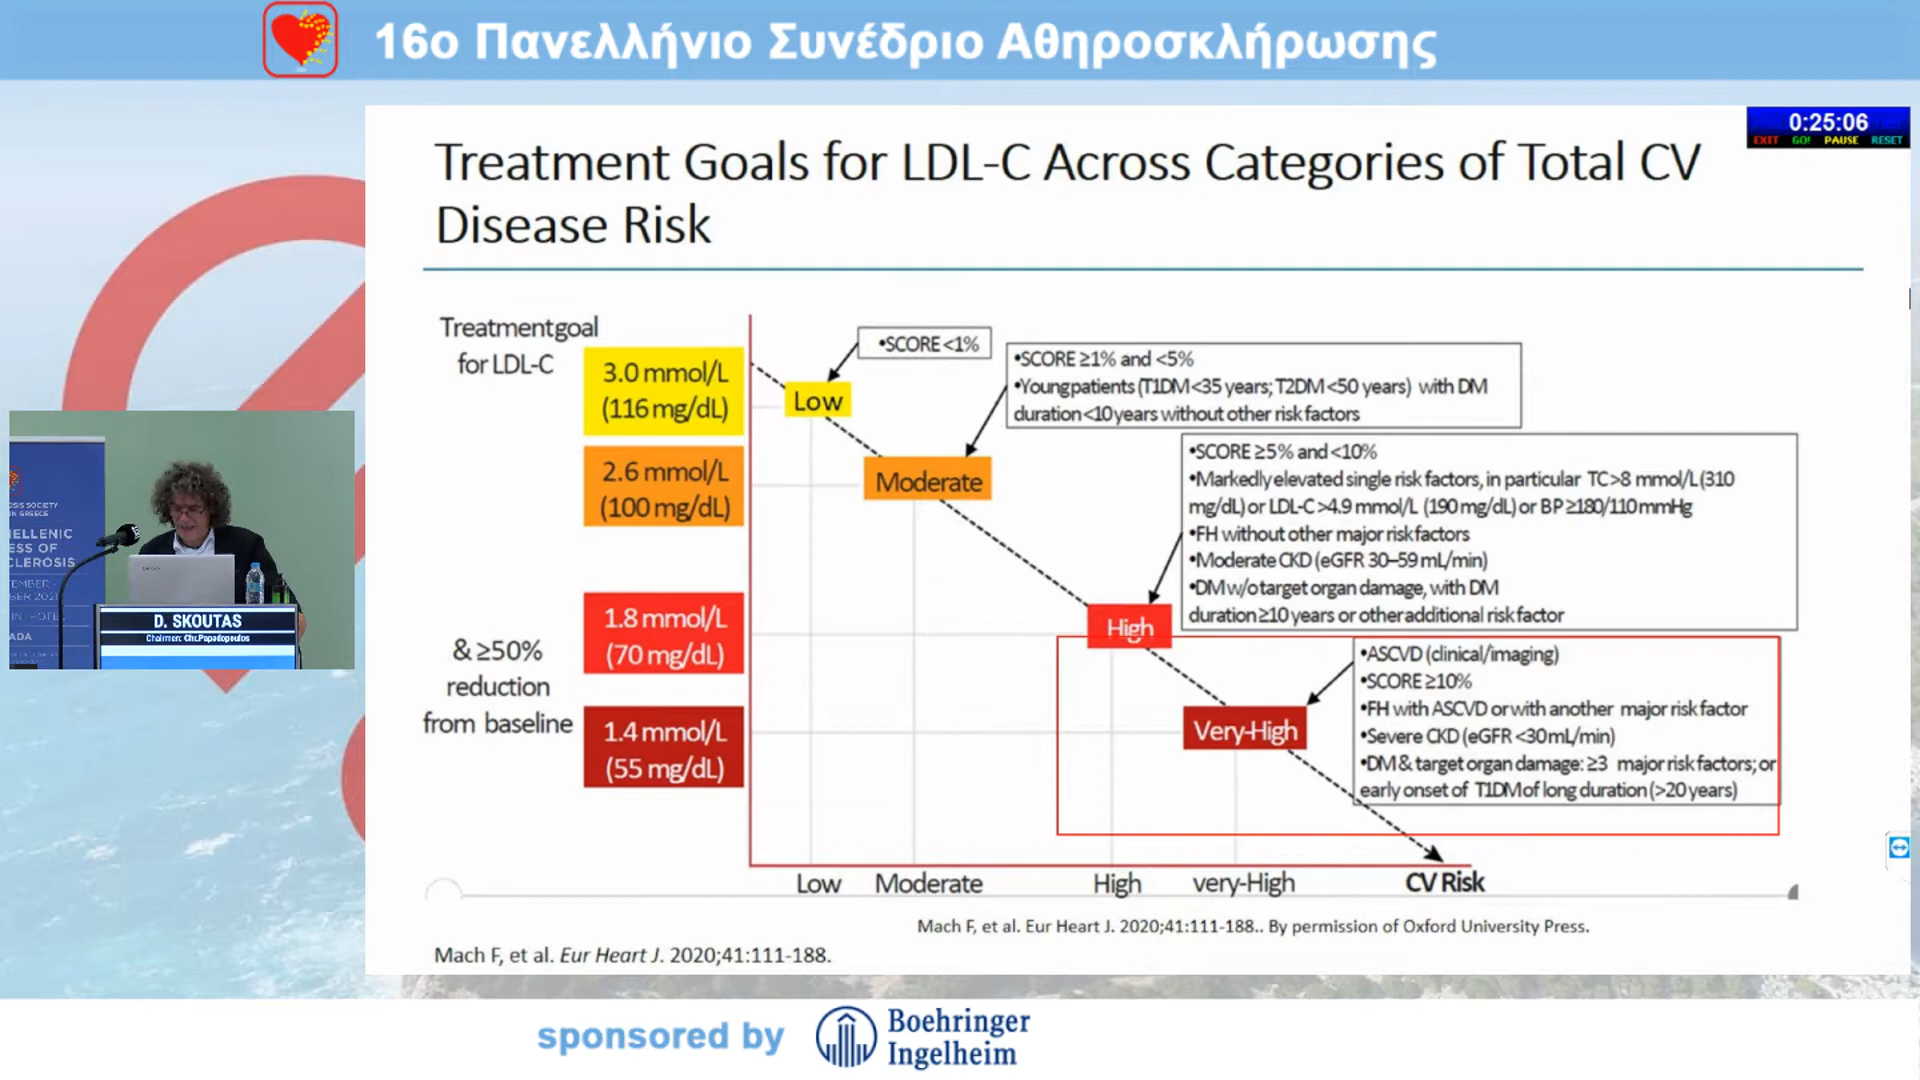 16ο Πανελλήνιο Συνέδριο Αθηροσκλήρωσης
0:25:06
EXIT GO! PAUSE RESET
Treatment Goals for LDL-C Across Categories of Total CV
Disease Risk
Treatmentgoal
for LDL-C
3.0 mmol/L
(116 mg/dL)
2.6 mmol/L
(100 mg/dL)
1.8 mmol/L
(70 mg/dL)
1.4 mmol/L
(55 mg/dL)
& ≥50%
reduction
from baseline
•SCORE <1%
Low
•SCORE ≥1% and <5%
•Young patients (T1DM <35 years; T2DM <50 years) with DM
duration <10 years without other risk factors
Moderate
•SCORE ≥5% and <10%
•Markedly elevated single risk factors, in particular TC >8 mmol/L (310
mg/dL) or LDL-C >4.9 mmol/L (190 mg/dL) or BP ≥180/110 mmHg
•FH without other major risk factors
•Moderate CKD (eGFR 30–59 mL/min)
•DM w/o target organ damage, with DM
duration ≥10 years or other additional risk factor
High
•ASCVD (clinical/imaging)
•SCORE ≥10%
•FH with ASCVD or with another major risk factor
•Severe CKD (eGFR <30 mL/min)
•DM & target organ damage: ≥3 major risk factors; or
early onset of T1DM of long duration (>20 years)
Very-High
Low Moderate High very-High CV Risk
Mach F, et al. Eur Heart J. 2020;41:111-188.. By permission of Oxford University Press.
Mach F, et al. Eur Heart J. 2020;41:111-188.
D. SKOUTAS
Chairmen: Chr.Papadopoulos
sponsored by
Boehringer
Ingelheim